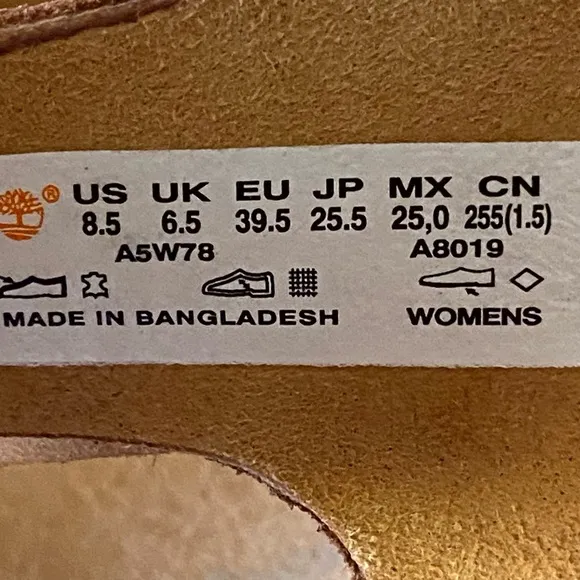 ® US UK EU JP MX CN
8.5 6.5 39.5 25.5 25,0 255(1.5)
A5W78 A8019
MADE IN BANGLADESH WOMENS